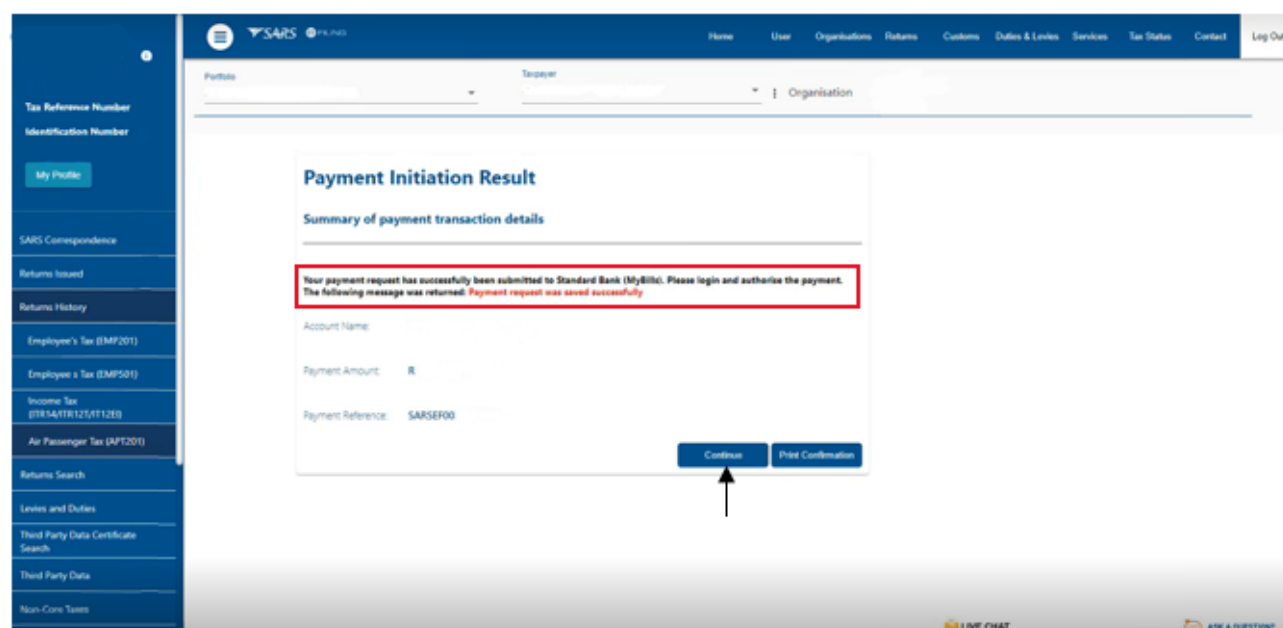 SARS eFILING
Home User Organisations Returns Customs Duties & Levies Services Tax Status Contact Log Ou
Portfolio
Taxpayer
Organisation
Tax Reference Number
Identification Number
My Profile
SARS Correspondence
Returns Issued
Returns History
Employee's Tax (EMP201)
Employee s Tax (EMP501)
Income Tax
(ITR14/ITR12T/IT12EI)
Air Passenger Tax (APT201)
Returns Search
Levies and Duties
Third Party Data Certificate
Search
Third Party Data
Non-Core Taxes
Payment Initiation Result
Summary of payment transaction details
Your payment request has successfully been submitted to Standard Bank (MyBills). Please login and authorise the payment.
The following message was returned: Payment request was saved successfully
Account Name:
Payment Amount: R
Payment Reference: SARSEF00
Continue Print Confirmation
LIVE CHAT
ASK A QUESTION?